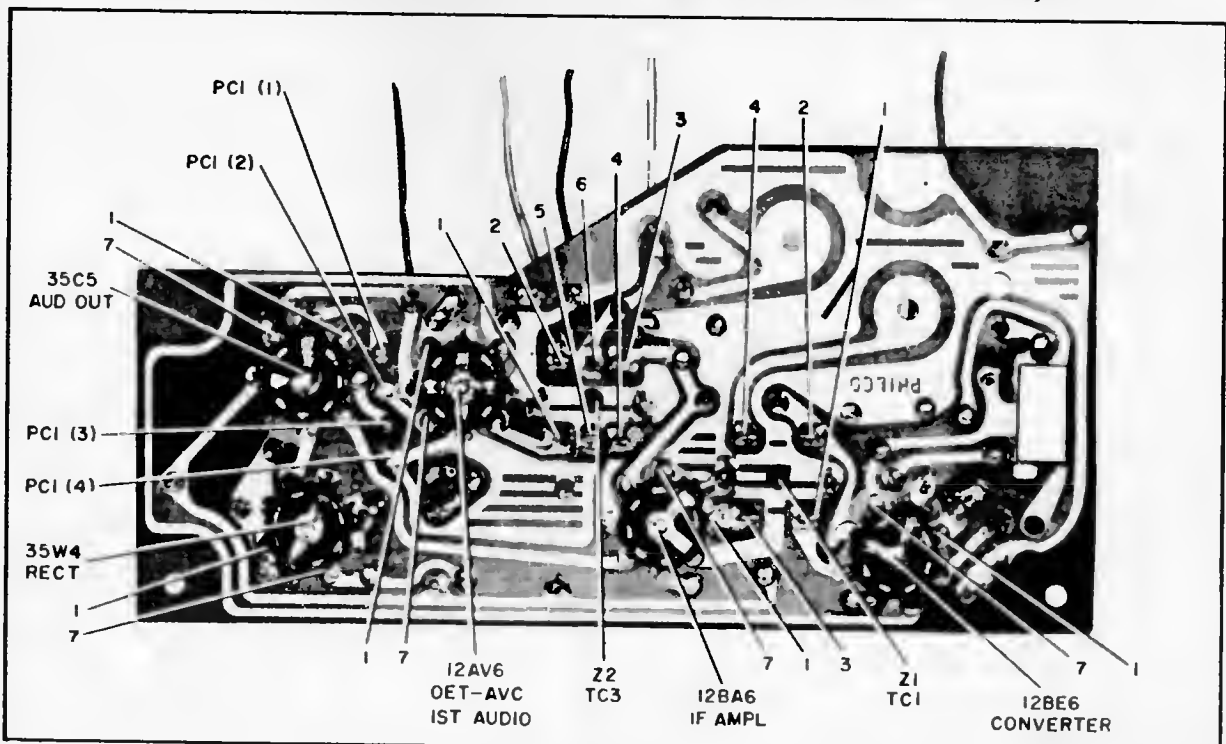 PC1 (1)
PC1 (2)
1
7
35C5
AUD OUT
PC1 (3)
PC1 (4)
35W4
RECT
1
7
1
2
5
6
4
3
4
2
1
PHILCO
1
7
12AV6
OET-AVC
1ST AUDIO
Z2
TC3
12BA6
IF AMPL
7
1
3
Z1
TC1
12BE6
CONVERTER
7
1